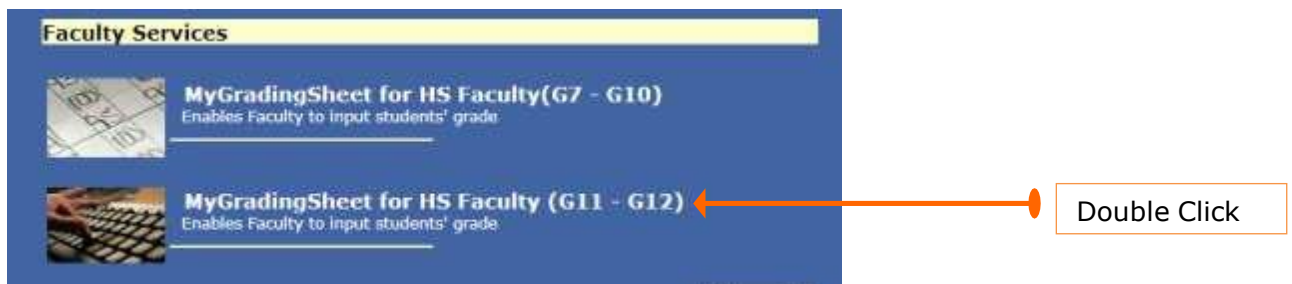 Faculty Services
MyGradingSheet for HS Faculty(G7 - G10)
Enables Faculty to input students' grade
MyGradingSheet for HS Faculty (G11 - G12)
Enables Faculty to input students' grade
Double Click